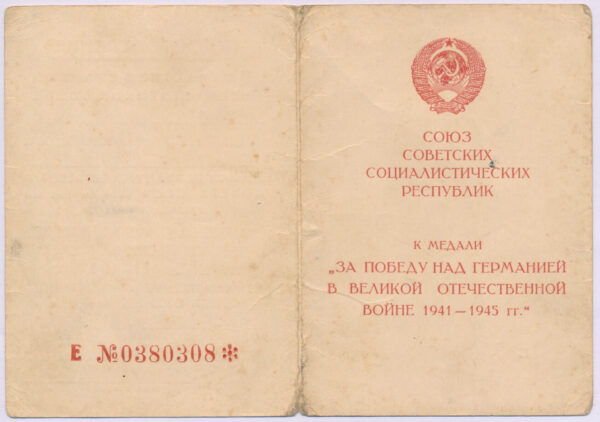 СОЮЗ
СОВЕТСКИХ
СОЦИАЛИСТИЧЕСКИХ
РЕСПУБЛИК
К МЕДАЛИ
„ЗА ПОБЕДУ НАД ГЕРМАНИЕЙ
В ВЕЛИКОЙ ОТЕЧЕСТВЕННОЙ
ВОЙНЕ 1941—1945 гг.“
Е №0380308 ✻